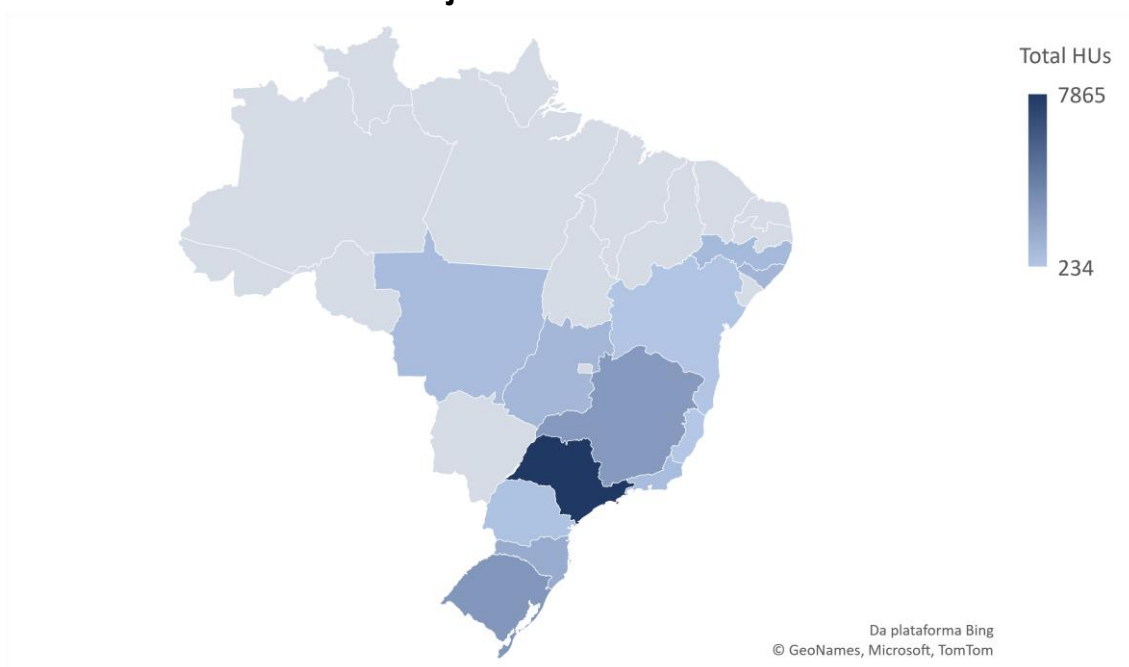 Total HUs
7865
234
Da plataforma Bing
© GeoNames, Microsoft, TomTom